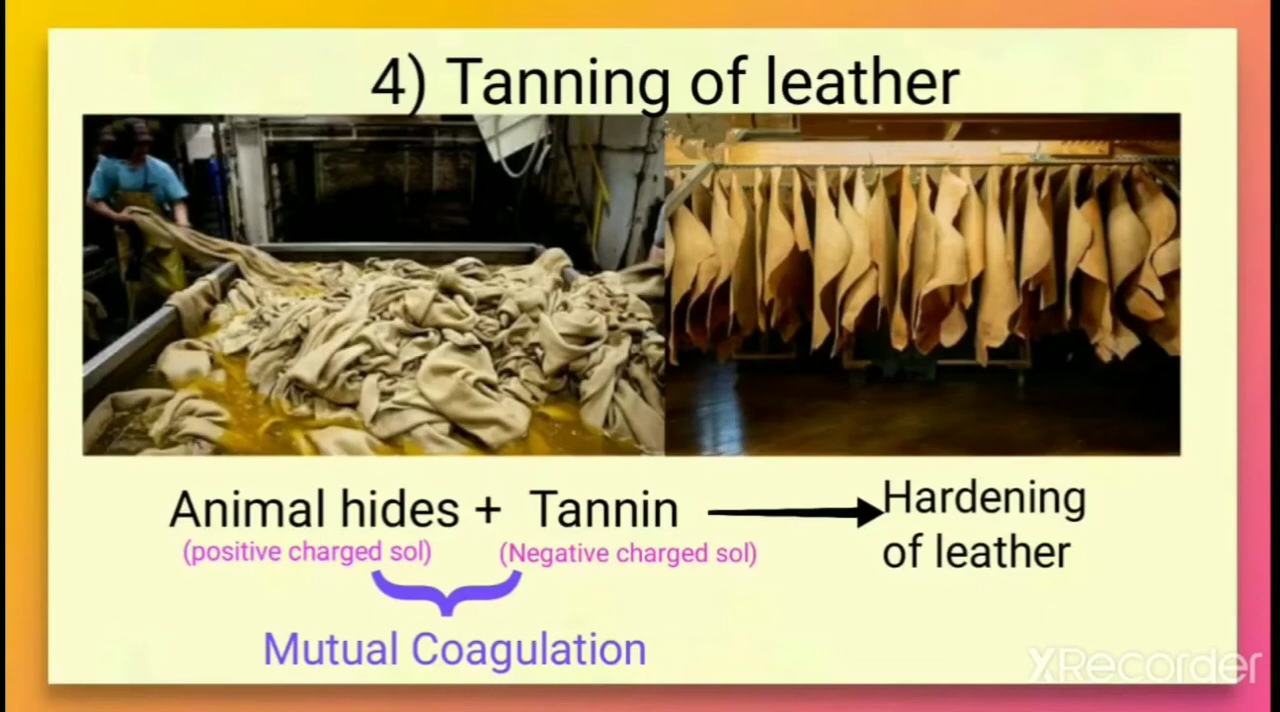 4) Tanning of leather
Animal hides + Tannin
Hardening
of leather
(positive charged sol) (Negative charged sol)
Mutual Coagulation
XRecorder